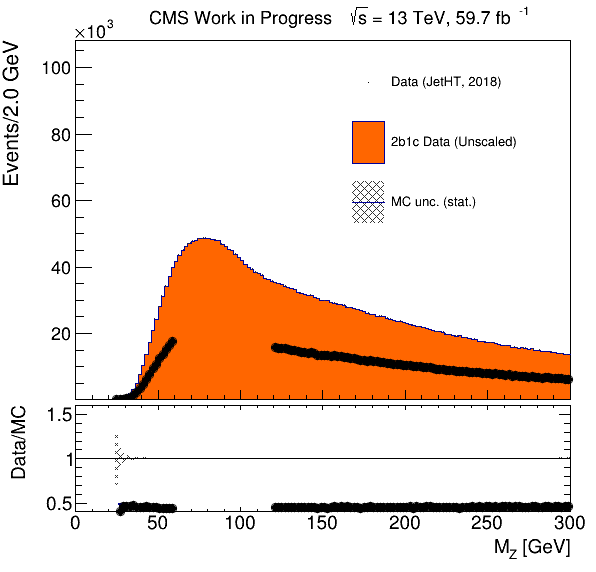 CMS Work in Progress √s = 13 TeV, 59.7 fb⁻¹
×10³
Events/2.0 GeV
100
80
60
40
20
Data (JetHT, 2018)
2b1c Data (Unscaled)
MC unc. (stat.)
Data/MC
1.5
1
0.5
0 50 100 150 200 250 300
M_Z [GeV]